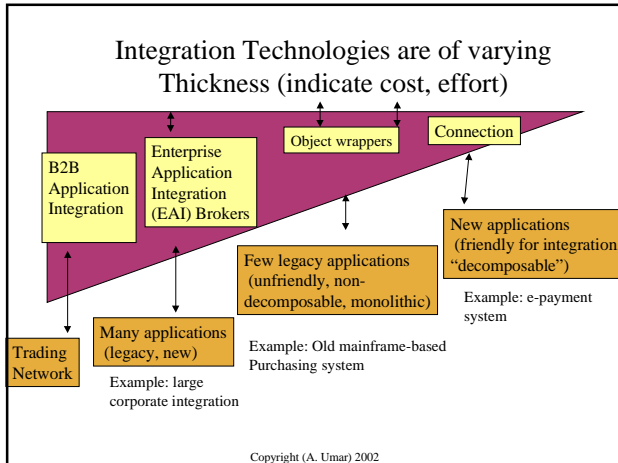 Integration Technologies are of varying
Thickness (indicate cost, effort)
B2B
Application
Integration
Enterprise
Application
Integration
(EAI) Brokers
Object wrappers
Connection
Trading
Network
Many applications
(legacy, new)
Example: large
corporate integration
Few legacy applications
(unfriendly, non-
decomposable, monolithic)
Example: Old mainframe-based
Purchasing system
New applications
(friendly for integration,
“decomposable”)
Example: e-payment
system
Copyright (A. Umar) 2002